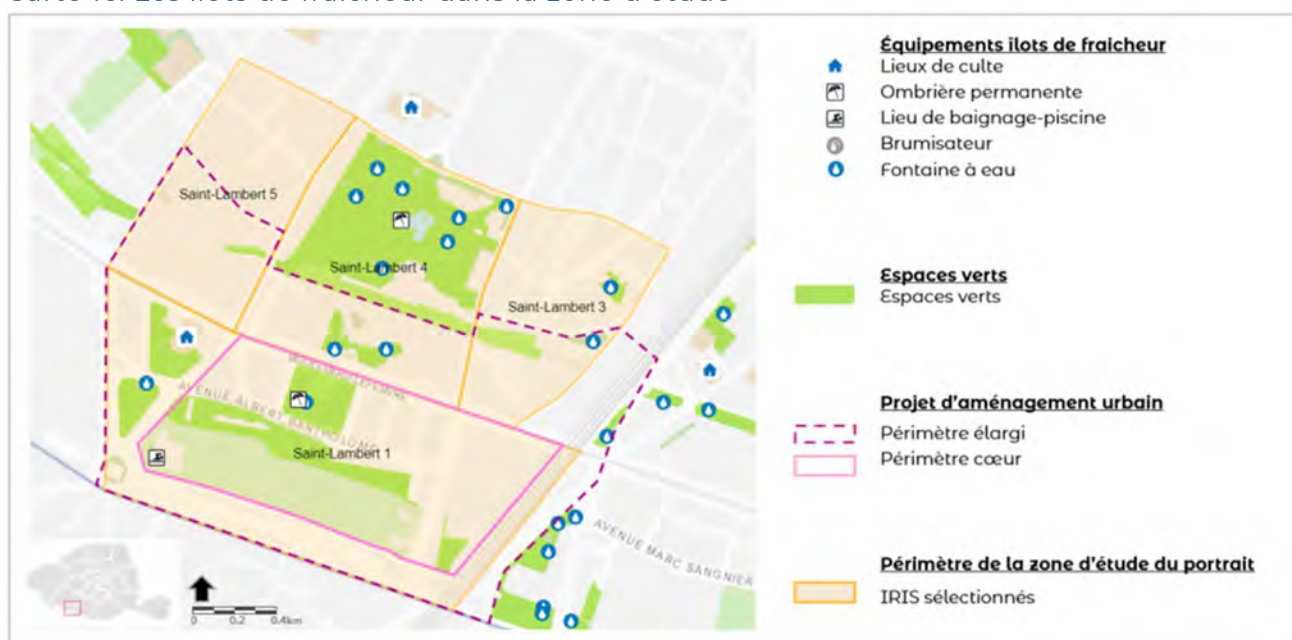 Équipements îlots de fraicheur
Lieux de culte
Ombrière permanente
Lieu de baignage-piscine
Brumisateur
Fontaine à eau
Espaces verts
Espaces verts
Projet d'aménagement urbain
Périmètre élargi
Périmètre cœur
Périmètre de la zone d'étude du portrait
IRIS sélectionnés
Saint-Lambert 5
Saint-Lambert 4
Saint-Lambert 3
AVENUE ALBERT BARTHOLOMÉ
Saint-Lambert 1
AVENUE MARC SANGNIER
0 0.2 0.4km